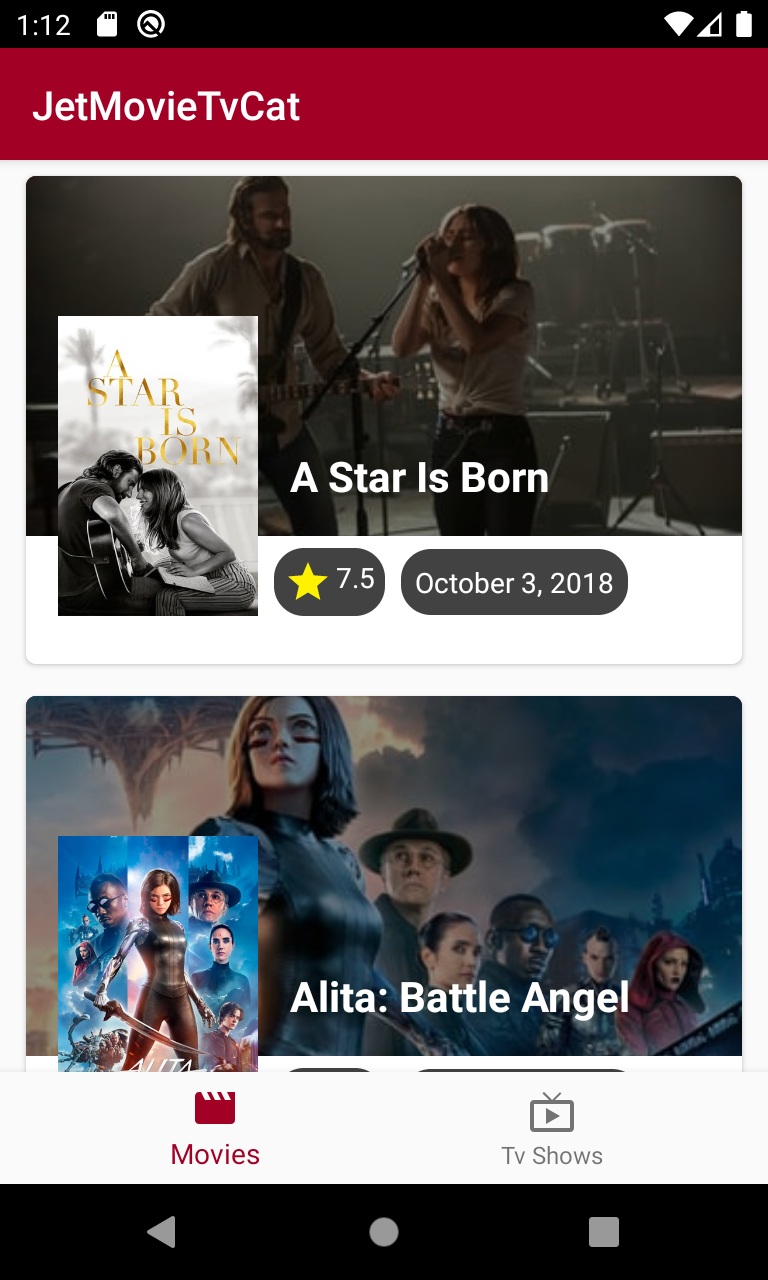 1:12
JetMovieTvCat
A
STAR
IS
BORN
A Star Is Born
7.5
October 3, 2018
Alita: Battle Angel
ALITA
Movies
Tv Shows